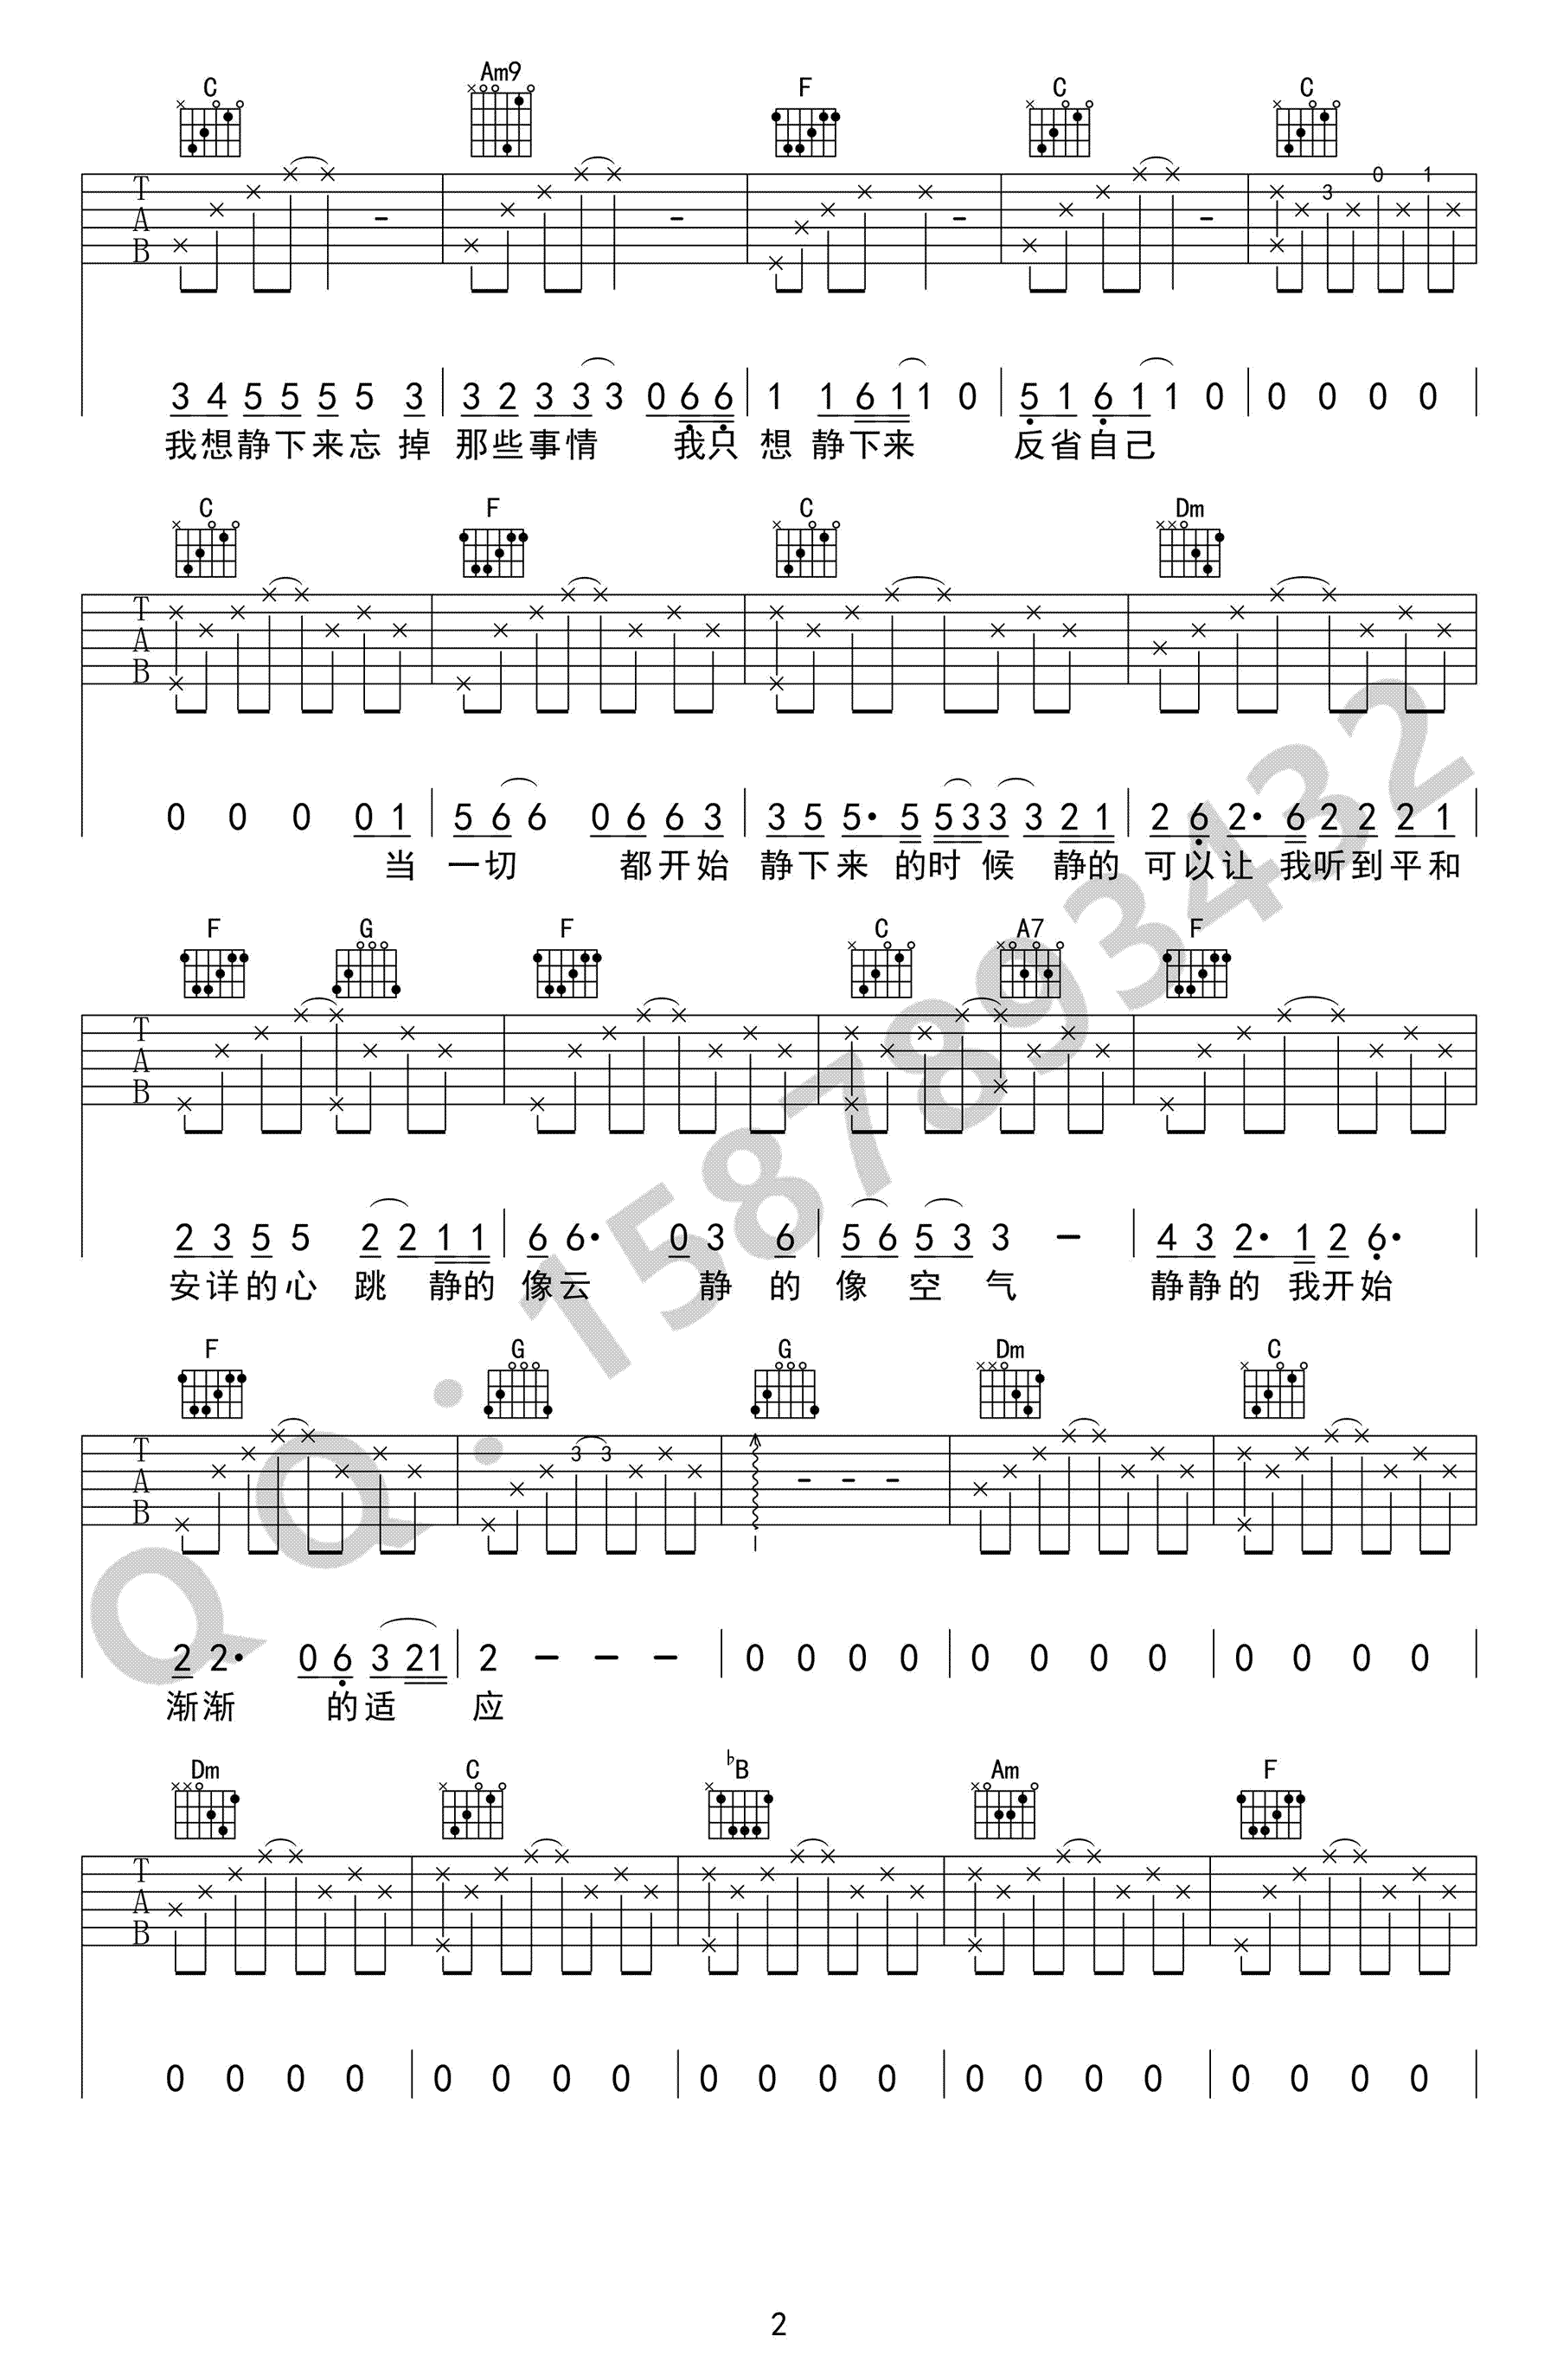 C Am9 F C C
T
A
B
3 0 1
3 4 5 5 5 5 3 | 3 2 3 3 3 0 6 6 | 1 1 6 1 1 0 | 5 1 6 1 1 0 | 0 0 0 0 |
我想静下来忘 掉 那些事情 我只 想 静下来 反省自己
C F C Dm
T
A
B
0 0 0 0 1 | 5 6 6 0 6 6 3 | 3 5 5· 5 5 3 3 3 2 1 | 2 6 2· 6 2 2 2 1 |
当 一切 都开始 静下来 的时 候 静的 可以让 我听到平和
F G F C A7 F
T
A
B
2 3 5 5 2 2 1 1 | 6 6· 0 3 6 | 5 6 5 3 3 - | 4 3 2· 1 2 6· |
安详的心 跳 静的 像云 静 的 像 空 气 静静的 我开始
F G G Dm C
T
A
B
3 3 - - -
2 2· 0 6 3 2 1 | 2 - - - | 0 0 0 0 | 0 0 0 0 | 0 0 0 0 |
渐渐 的适 应
Dm C ♭B Am F
T
A
B
0 0 0 0 | 0 0 0 0 | 0 0 0 0 | 0 0 0 0 | 0 0 0 0 |
QQ:1587893432
2